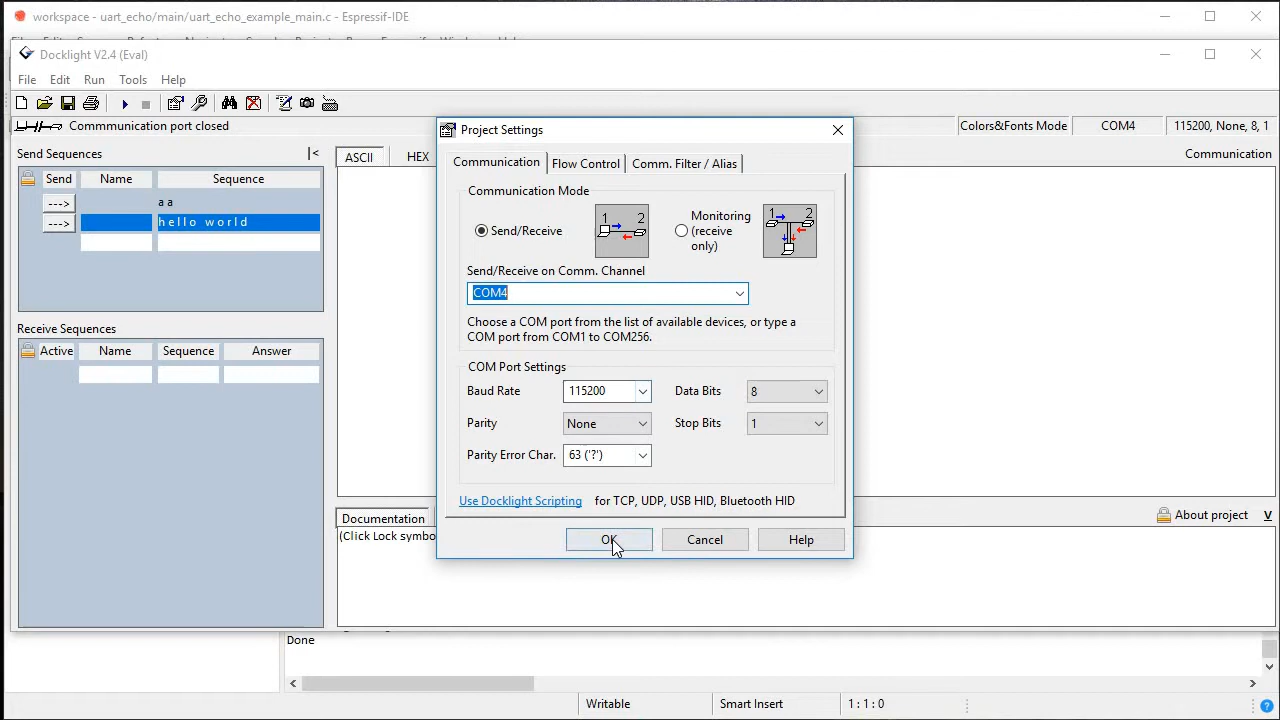 workspace - uart_echo/main/uart_echo_example_main.c - Espressif-IDE
Docklight V2.4 (Eval)
File Edit Run Tools Help
Commmunication port closed
Colors&Fonts Mode COM4 115200, None, 8, 1
Send Sequences
Send Name Sequence
---> a a
---> h e l l o   w o r l d
Receive Sequences
Active Name Sequence Answer
ASCII HEX
Communication
Project Settings
Communication Flow Control Comm. Filter / Alias
Communication Mode
Send/Receive
1 2
Monitoring
(receive
only)
1 2
Send/Receive on Comm. Channel
COM4
Choose a COM port from the list of available devices, or type a
COM port from COM1 to COM256.
COM Port Settings
Baud Rate 115200 Data Bits 8
Parity None Stop Bits 1
Parity Error Char. 63 ('?')
Use Docklight Scripting for TCP, UDP, USB HID, Bluetooth HID
OK Cancel Help
Documentation
About project V
(Click Lock symbo
Done
Writable Smart Insert 1 : 1 : 0